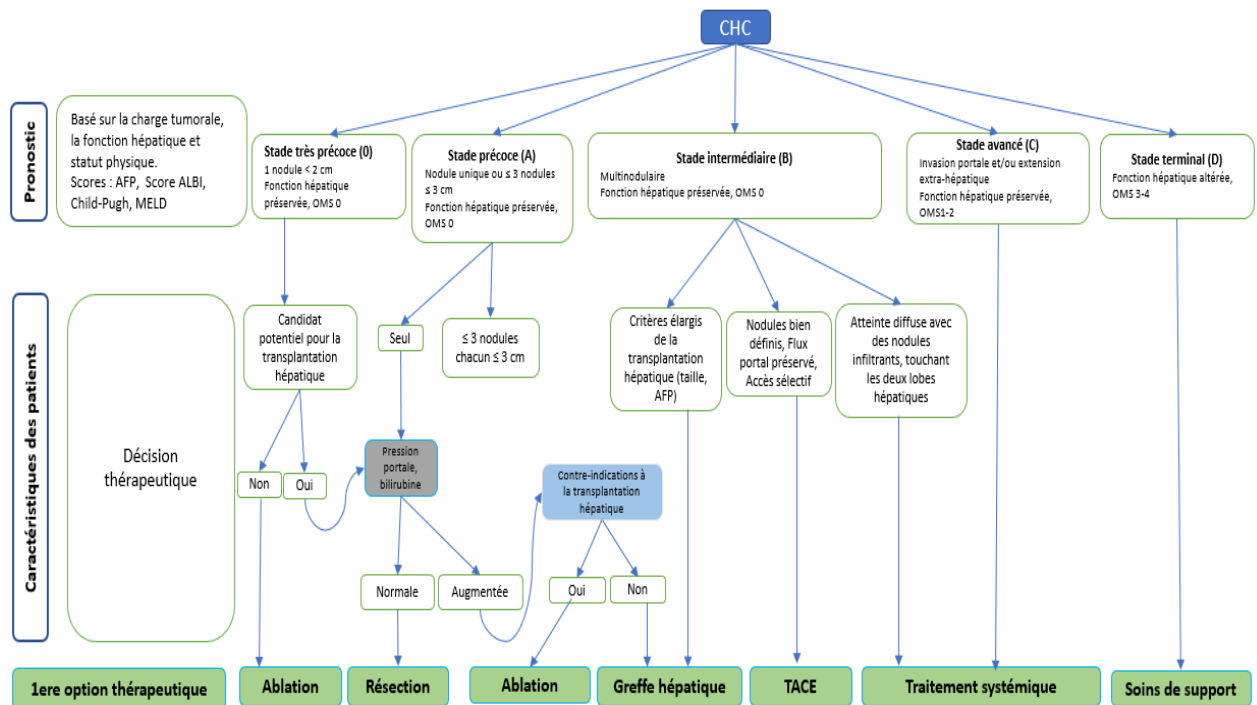 CHC
Pronostic
Basé sur la charge tumorale,
la fonction hépatique et
statut physique.
Scores : AFP, Score ALBI,
Child-Pugh, MELD
Stade très précoce (0)
1 nodule < 2 cm
Fonction hépatique
préservée, OMS 0
Stade précoce (A)
Nodule unique ou ≤ 3 nodules
≤ 3 cm
Fonction hépatique préservée,
OMS 0
Stade intermédiaire (B)
Multinodulaire
Fonction hépatique préservée, OMS 0
Stade avancé (C)
Invasion portale et/ou extension
extra-hépatique
Fonction hépatique préservée,
OMS1-2
Stade terminal (D)
Fonction hépatique altérée,
OMS 3-4
Caractéristiques des patients
Décision
thérapeutique
Candidat
potentiel pour la
transplantation
hépatique
Seul
≤ 3 nodules
chacun ≤ 3 cm
Critères élargis
de la
transplantation
hépatique (taille,
AFP)
Nodules bien
définis, Flux
portal préservé,
Accès sélectif
Atteinte diffuse avec
des nodules
infiltrants, touchant
les deux lobes
hépatiques
Non
Oui
Pression
portale,
bilirubine
Contre-indications à
la transplantation
hépatique
Normale
Augmentée
Oui
Non
1ere option thérapeutique
Ablation
Résection
Ablation
Greffe hépatique
TACE
Traitement systémique
Soins de support